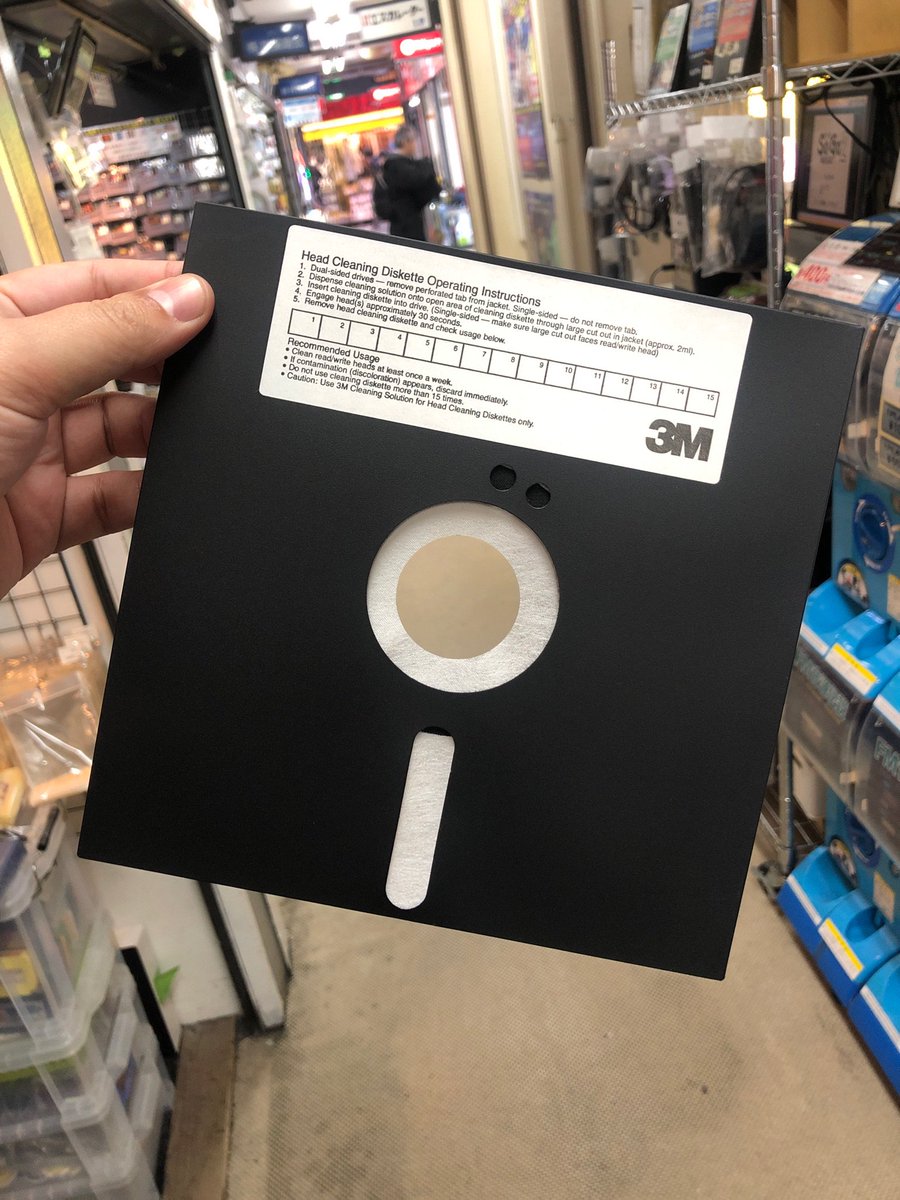 Head Cleaning Diskette Operating Instructions
1. Dual-sided drives — remove perforated tab from jacket. Single-sided — do not remove tab.
2. Dispense cleaning solution onto open area of cleaning diskette through large cut out in jacket (approx. 2ml).
3. Insert cleaning diskette into drive. (Single-sided — make sure large cut out faces read/write head)
4. Engage head(s) approximately 30 seconds.
5. Remove head cleaning diskette and check usage below.
1 2 3 4 5 6 7 8 9 10 11 12 13 14 15
Recommended Usage
• Clean read/write heads at least once a week.
• If contamination (discoloration) appears, discard immediately.
• Do not use cleaning diskette more than 15 times.
• Caution: Use 3M Cleaning Solution for Head Cleaning Diskettes only.
3M